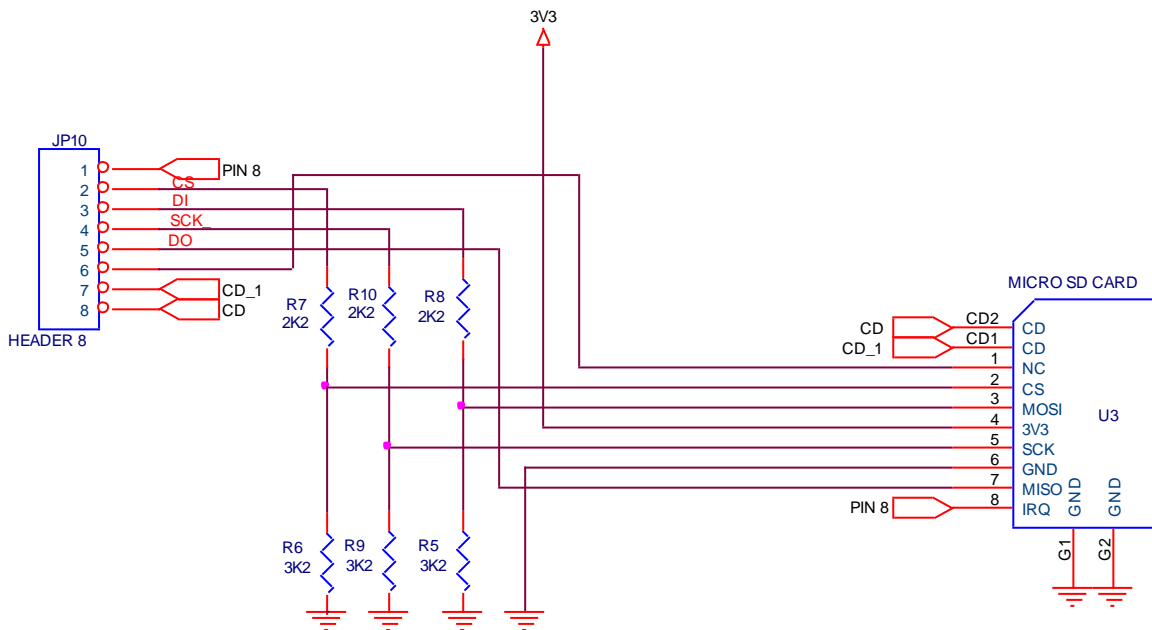 3V3
JP10
1
PIN 8
2
CS
3
DI
4
SCK_
5
DO
6
7
CD_1
8
CD
HEADER 8
R7
2K2
R10
2K2
R8
2K2
MICRO SD CARD
CD
CD2
CD
CD_1
CD1
CD
1
NC
2
CS
3
MOSI
U3
4
3V3
5
SCK
6
GND
7
MISO
PIN 8
8
IRQ
GND
GND
G1
G2
R6
3K2
R9
3K2
R5
3K2